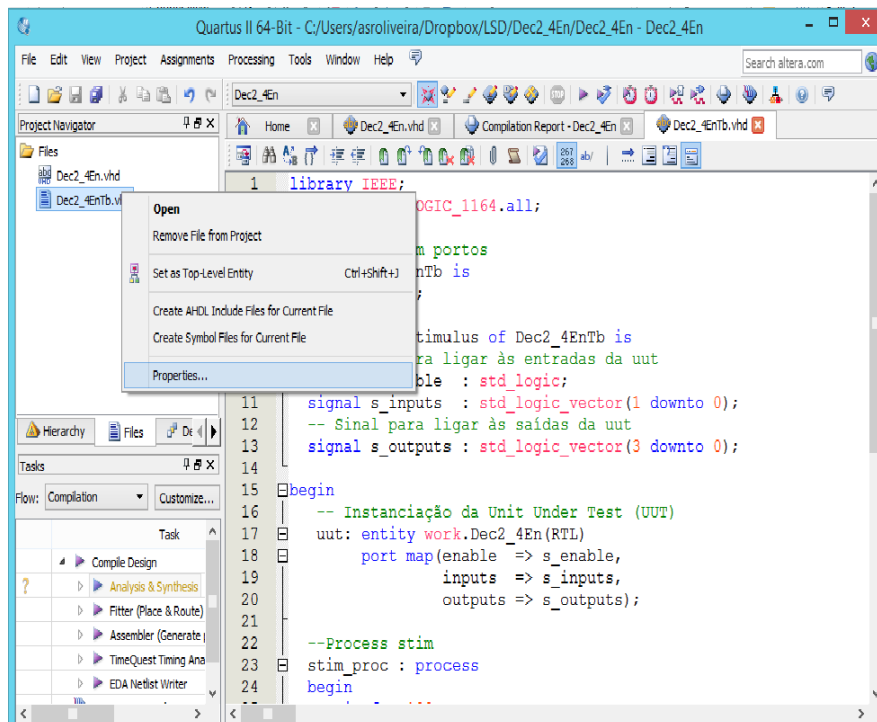 Quartus II 64-Bit - C:/Users/asroliveira/Dropbox/LSD/Dec2_4En/Dec2_4En - Dec2_4En
File Edit View Project Assignments Processing Tools Window Help
Search altera.com
Dec2_4En
Project Navigator
Home Dec2_4En.vhd Compilation Report - Dec2_4En Dec2_4EnTb.vhd
Files
267
268 ab/
Dec2_4En.vhd
Dec2_4EnTb.v
Open
Remove File from Project
Set as Top-Level Entity Ctrl+Shift+J
Create AHDL Include Files for Current File
Create Symbol Files for Current File
Properties...
1 library IEEE;
OGIC_1164.all;
m portos
nTb is
;
timulus of Dec2_4EnTb is
ra ligar às entradas da uut
ble : std_logic;
11 signal s_inputs : std_logic_vector(1 downto 0);
12 -- Sinal para ligar às saídas da uut
13 signal s_outputs : std_logic_vector(3 downto 0);
14
15 begin
16 -- Instanciação da Unit Under Test (UUT)
17 uut: entity work.Dec2_4En(RTL)
18 port map(enable => s_enable,
19 inputs => s_inputs,
20 outputs => s_outputs);
21
22 --Process stim
23 stim_proc : process
24 begin
Hierarchy Files De
Tasks
Flow: Compilation Customize...
Task
Compile Design
? Analysis & Synthesis
Fitter (Place & Route)
Assembler (Generate
TimeQuest Timing Ana
EDA Netlist Writer